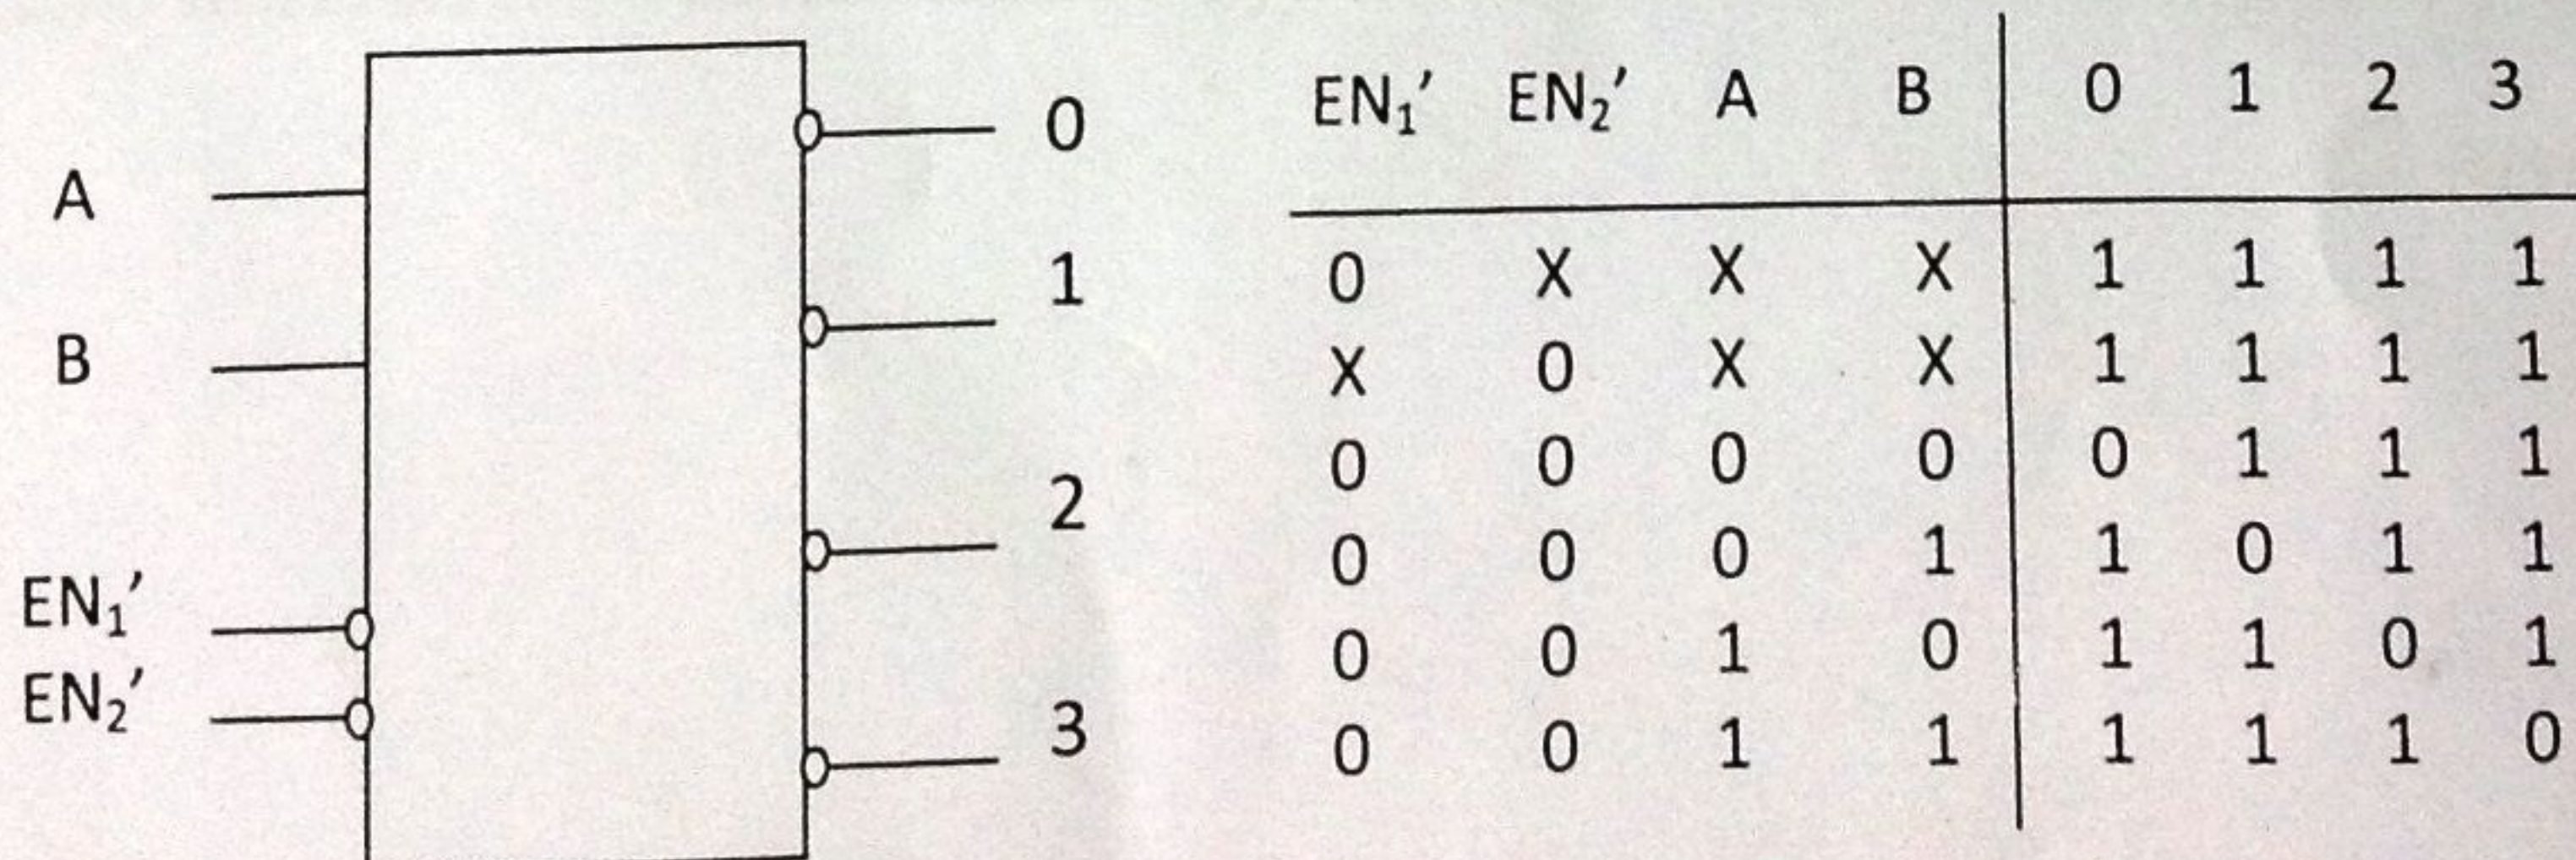 A
B
EN₁′
EN₂′
0
1
2
3
EN₁′ EN₂′ A B 0 1 2 3
0 X X X 1 1 1 1
X 0 X X 1 1 1 1
0 0 0 0 0 1 1 1
0 0 0 1 1 0 1 1
0 0 1 0 1 1 0 1
0 0 1 1 1 1 1 0